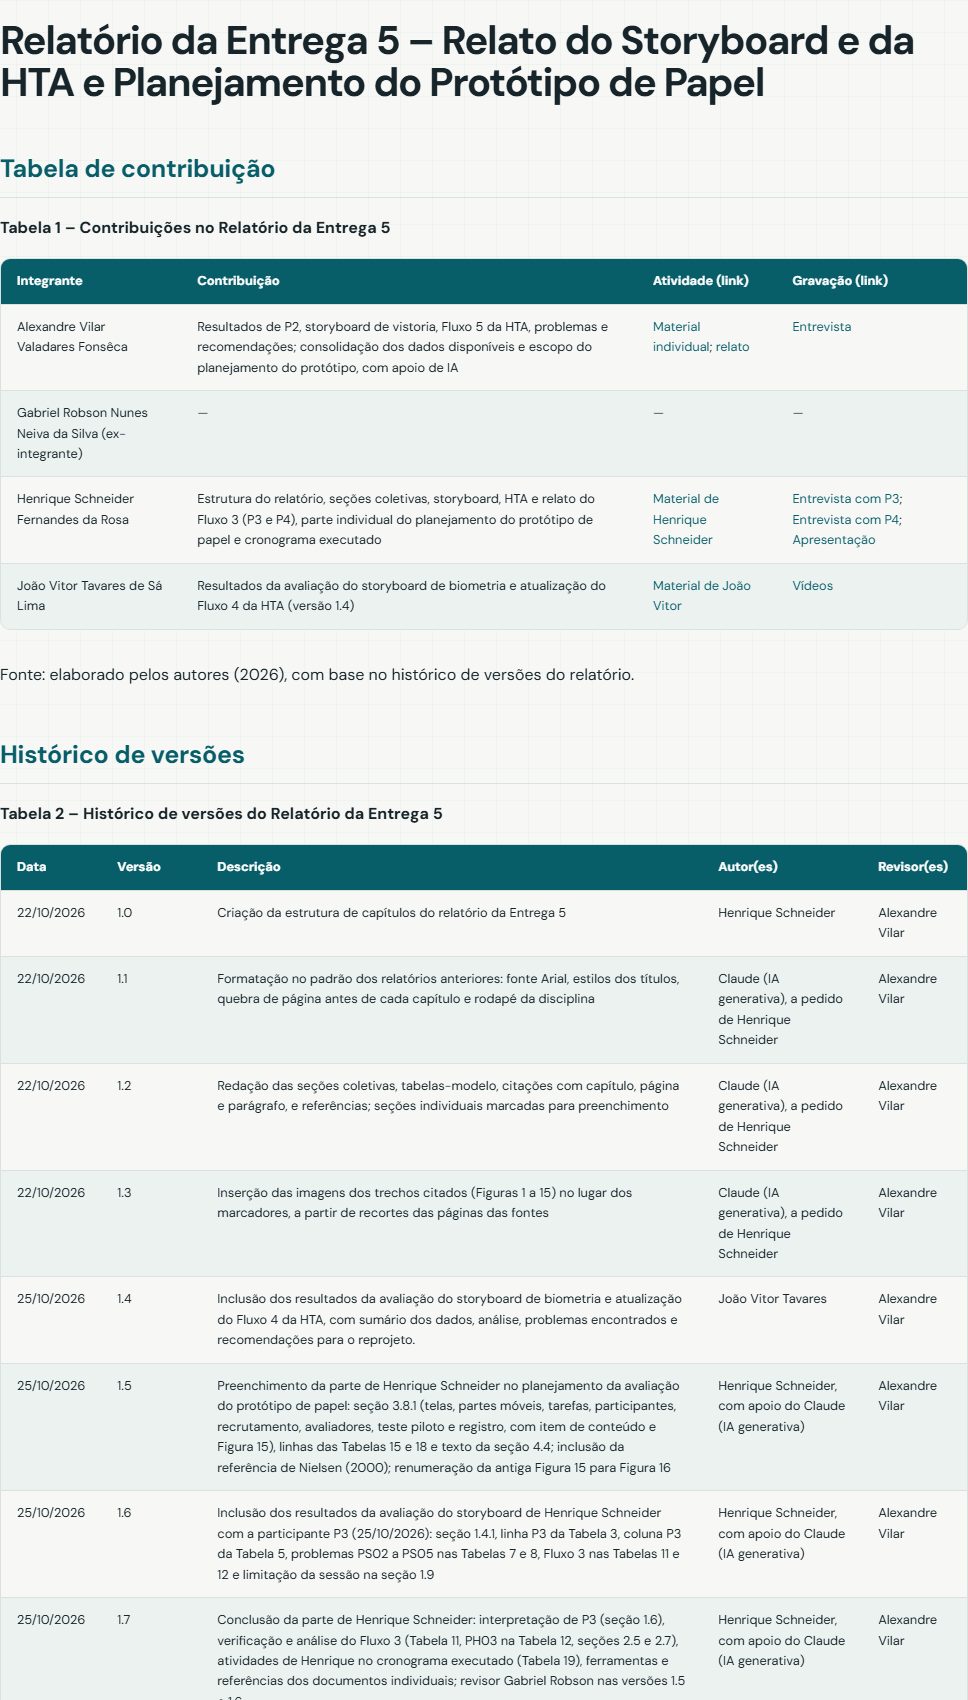 Relatório da Entrega 5 – Relato do Storyboard e da
HTA e Planejamento do Protótipo de Papel
Tabela de contribuição
Tabela 1 – Contribuições no Relatório da Entrega 5
Integrante Contribuição Atividade (link) Gravação (link)
Alexandre Vilar Resultados de P2, storyboard de vistoria, Fluxo 5 da HTA, problemas e Material Entrevista
Valadares Fonsêca recomendações; consolidação dos dados disponíveis e escopo do individual; relato
planejamento do protótipo, com apoio de IA
Gabriel Robson Nunes — — —
Neiva da Silva (ex-
integrante)
Henrique Schneider Estrutura do relatório, seções coletivas, storyboard, HTA e relato do Material de Entrevista com P3;
Fernandes da Rosa Fluxo 3 (P3 e P4), parte individual do planejamento do protótipo de Henrique Entrevista com P4;
papel e cronograma executado Schneider Apresentação
João Vitor Tavares de Sá Resultados da avaliação do storyboard de biometria e atualização do Material de João Vídeos
Lima Fluxo 4 da HTA (versão 1.4) Vitor
Fonte: elaborado pelos autores (2026), com base no histórico de versões do relatório.
Histórico de versões
Tabela 2 – Histórico de versões do Relatório da Entrega 5
Data Versão Descrição Autor(es) Revisor(es)
22/10/2026 1.0 Criação da estrutura de capítulos do relatório da Entrega 5 Henrique Schneider Alexandre
Vilar
22/10/2026 1.1 Formatação no padrão dos relatórios anteriores: fonte Arial, estilos dos títulos, Claude (IA Alexandre
quebra de página antes de cada capítulo e rodapé da disciplina generativa), a pedido Vilar
de Henrique
Schneider
22/10/2026 1.2 Redação das seções coletivas, tabelas-modelo, citações com capítulo, página Claude (IA Alexandre
e parágrafo, e referências; seções individuais marcadas para preenchimento generativa), a pedido Vilar
de Henrique
Schneider
22/10/2026 1.3 Inserção das imagens dos trechos citados (Figuras 1 a 15) no lugar dos Claude (IA Alexandre
marcadores, a partir de recortes das páginas das fontes generativa), a pedido Vilar
de Henrique
Schneider
25/10/2026 1.4 Inclusão dos resultados da avaliação do storyboard de biometria e atualização João Vitor Tavares Alexandre
do Fluxo 4 da HTA, com sumário dos dados, análise, problemas encontrados e Vilar
recomendações para o reprojeto.
25/10/2026 1.5 Preenchimento da parte de Henrique Schneider no planejamento da avaliação Henrique Schneider, Alexandre
do protótipo de papel: seção 3.8.1 (telas, partes móveis, tarefas, participantes, com apoio do Claude Vilar
recrutamento, avaliadores, teste piloto e registro, com item de conteúdo e (IA generativa)
Figura 15), linhas das Tabelas 15 e 18 e texto da seção 4.4; inclusão da
referência de Nielsen (2000); renumeração da antiga Figura 15 para Figura 16
25/10/2026 1.6 Inclusão dos resultados da avaliação do storyboard de Henrique Schneider Henrique Schneider, Alexandre
com a participante P3 (25/10/2026): seção 1.4.1, linha P3 da Tabela 3, coluna P3 com apoio do Claude Vilar
da Tabela 5, problemas PS02 a PS05 nas Tabelas 7 e 8, Fluxo 3 nas Tabelas 11 e (IA generativa)
12 e limitação da sessão na seção 1.9
25/10/2026 1.7 Conclusão da parte de Henrique Schneider: interpretação de P3 (seção 1.6), Henrique Schneider, Alexandre
verificação e análise do Fluxo 3 (Tabela 11, PH03 na Tabela 12, seções 2.5 e 2.7), com apoio do Claude Vilar
atividades de Henrique no cronograma executado (Tabela 19), ferramentas e (IA generativa)
referências dos documentos individuais; revisor Gabriel Robson nas versões 1.5